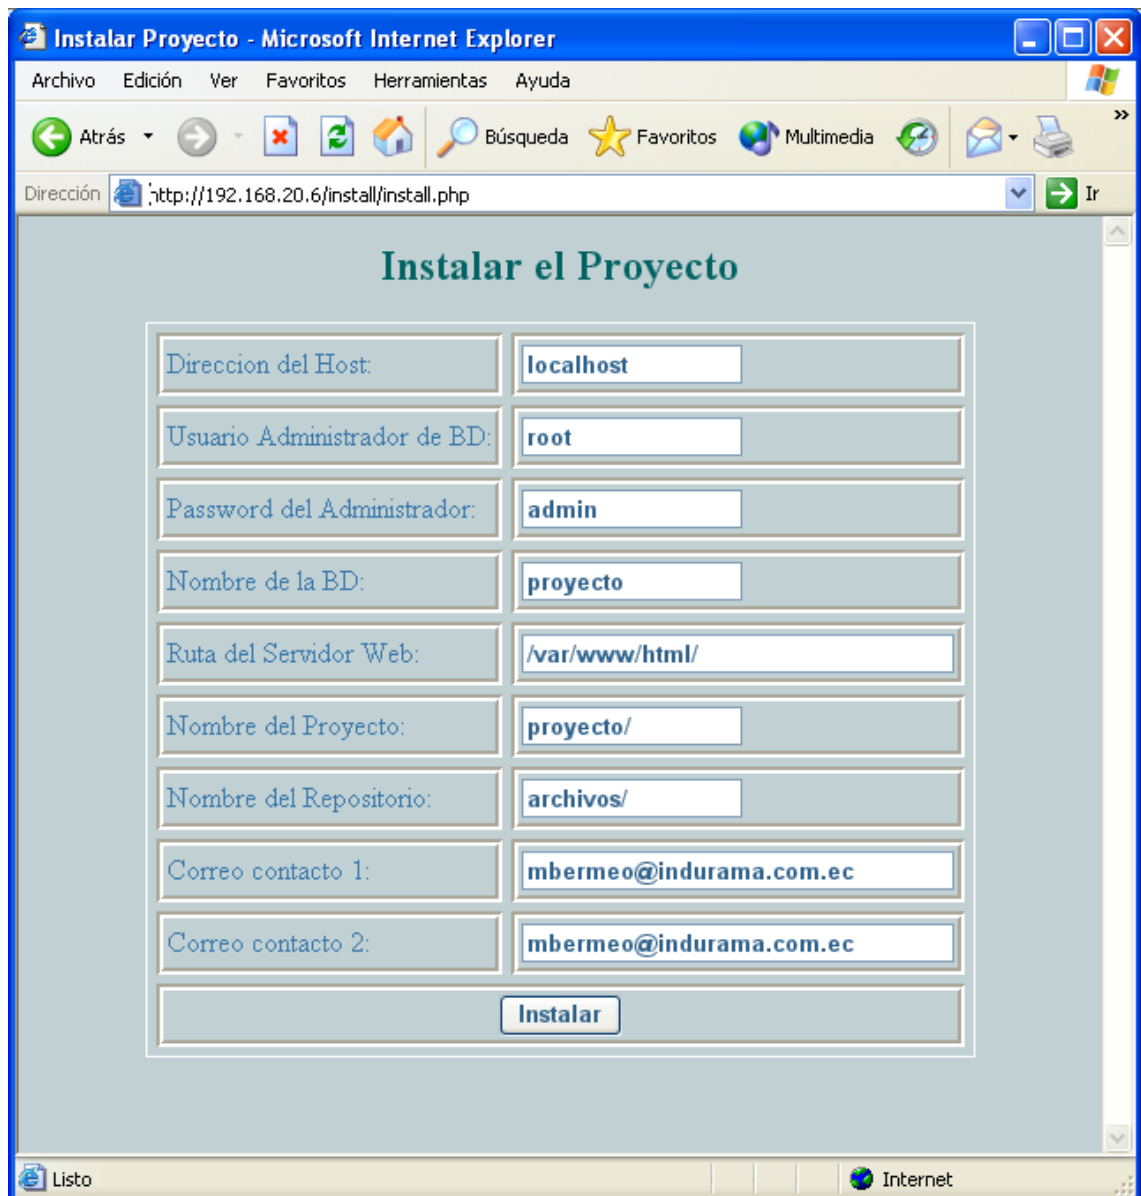 Instalar Proyecto - Microsoft Internet Explorer
Archivo Edición Ver Favoritos Herramientas Ayuda
Atrás Búsqueda Favoritos Multimedia »
Dirección http://192.168.20.6/install/install.php Ir
Instalar el Proyecto
Direccion del Host: localhost
Usuario Administrador de BD: root
Password del Administrador: admin
Nombre de la BD: proyecto
Ruta del Servidor Web: /var/www/html/
Nombre del Proyecto: proyecto/
Nombre del Repositorio: archivos/
Correo contacto 1: mbermeo@indurama.com.ec
Correo contacto 2: mbermeo@indurama.com.ec
Instalar
Listo Internet